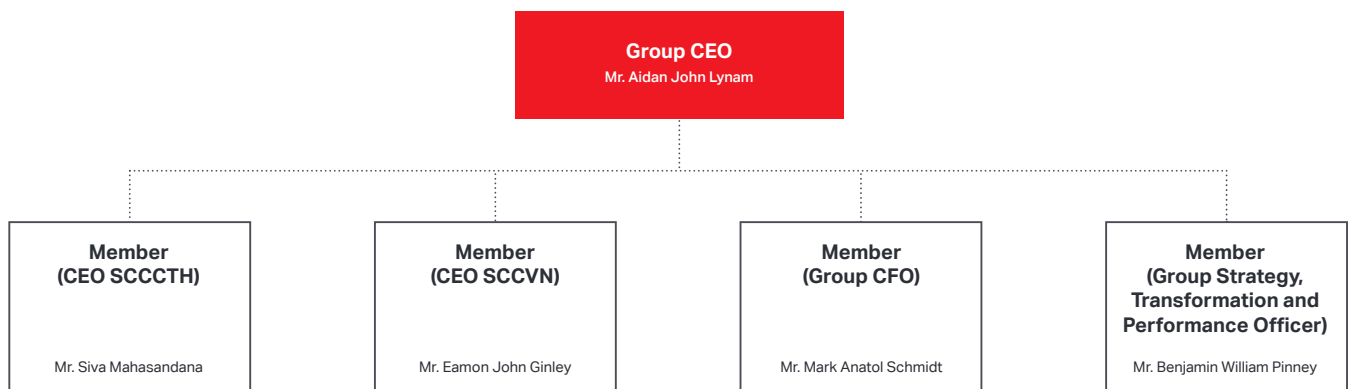 Group CEO
Mr. Aidan John Lynam
Member
(CEO SCCCTH)
Mr. Siva Mahasandana
Member
(CEO SCCVN)
Mr. Eamon John Ginley
Member
(Group CFO)
Mr. Mark Anatol Schmidt
Member
(Group Strategy,
Transformation and
Performance Officer)
Mr. Benjamin William Pinney